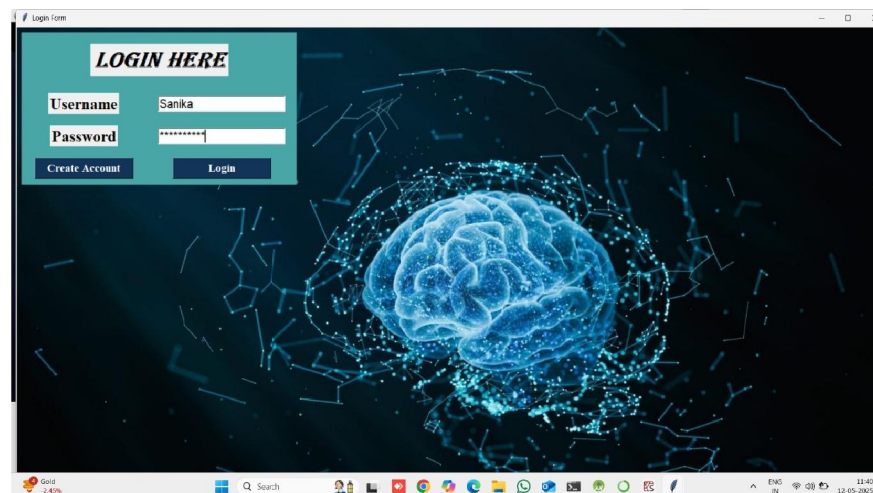 Login Form
LOGIN HERE
Username Sanika
Password **********
Create Account Login
4 Gold
-2.45%
Search
ENG
IN
11:40
12-05-2025